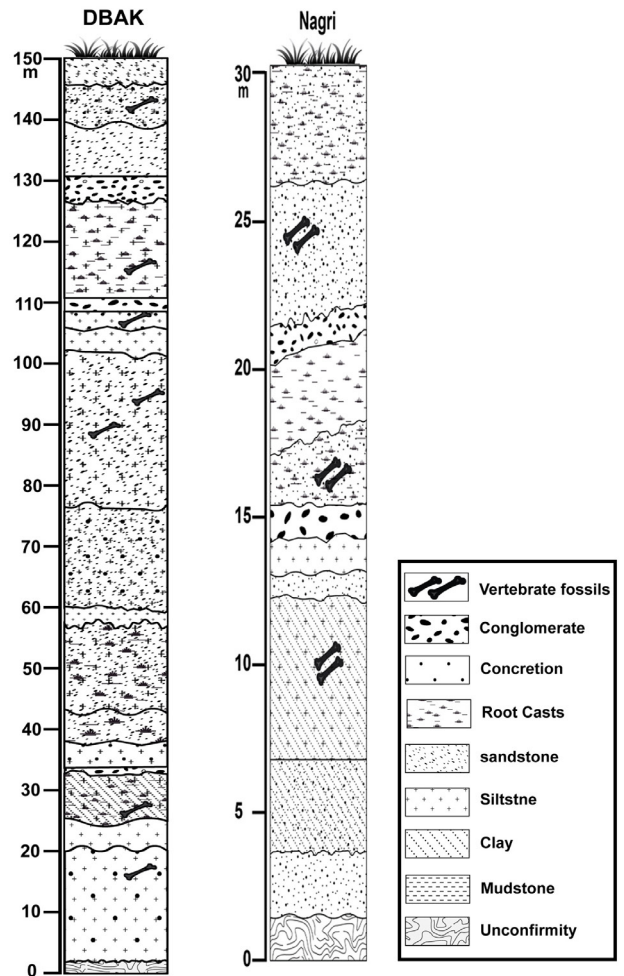 DBAK
150
m
140
130
120
110
100
90
80
70
60
50
40
30
20
10
0
Nagri
30
m
25
20
15
10
5
0
Vertebrate fossils
Conglomerate
Concretion
Root Casts
sandstone
Siltstne
Clay
Mudstone
Unconfirmity